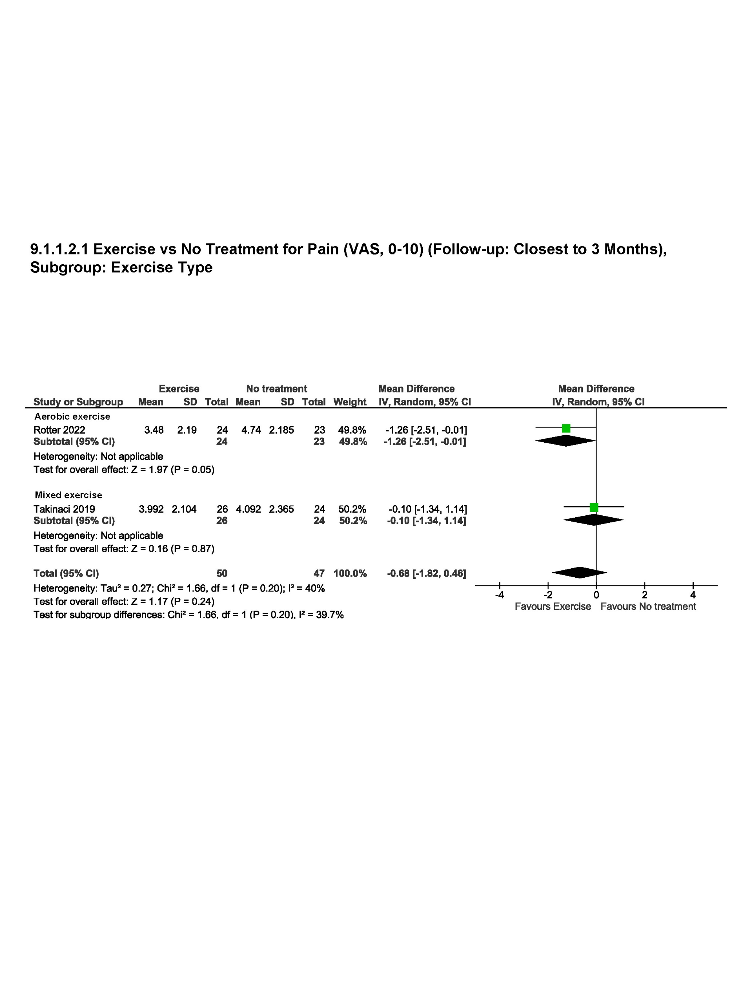 9.1.1.2.1 Exercise vs No Treatment for Pain (VAS, 0-10) (Follow-up: Closest to 3 Months),
Subgroup: Exercise Type
Exercise No treatment Mean Difference Mean Difference
Study or Subgroup Mean SD Total Mean SD Total Weight IV, Random, 95% CI IV, Random, 95% CI
Aerobic exercise
Rotter 2022 3.48 2.19 24 4.74 2.185 23 49.8% -1.26 [-2.51, -0.01]
Subtotal (95% CI) 24 23 49.8% -1.26 [-2.51, -0.01]
Heterogeneity: Not applicable
Test for overall effect: Z = 1.97 (P = 0.05)
Mixed exercise
Takinaci 2019 3.992 2.104 26 4.092 2.365 24 50.2% -0.10 [-1.34, 1.14]
Subtotal (95% CI) 26 24 50.2% -0.10 [-1.34, 1.14]
Heterogeneity: Not applicable
Test for overall effect: Z = 0.16 (P = 0.87)
Total (95% CI) 50 47 100.0% -0.68 [-1.82, 0.46]
Heterogeneity: Tau² = 0.27; Chi² = 1.66, df = 1 (P = 0.20); I² = 40%
Test for overall effect: Z = 1.17 (P = 0.24)
Test for subgroup differences: Chi² = 1.66, df = 1 (P = 0.20), I² = 39.7%
-4 -2 0 2 4
Favours Exercise Favours No treatment